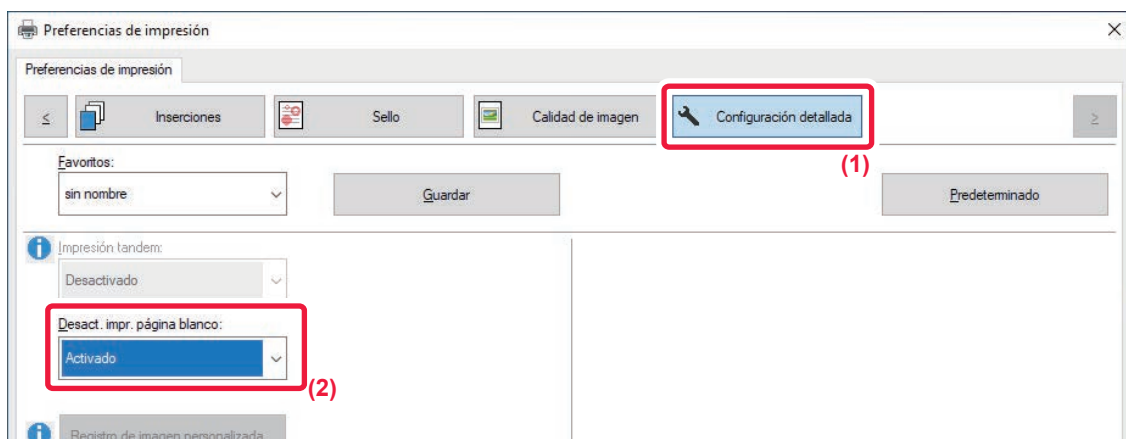 Preferencias de impresión
Preferencias de impresión
<
Inserciones
Sello
Calidad de imagen
Configuración detallada
>
(1)
Favoritos:
sin nombre
Guardar
Predeterminado
Impresión tandem:
Desactivado
Desact. impr. página blanco:
Activado
(2)
Registro de imagen personalizada